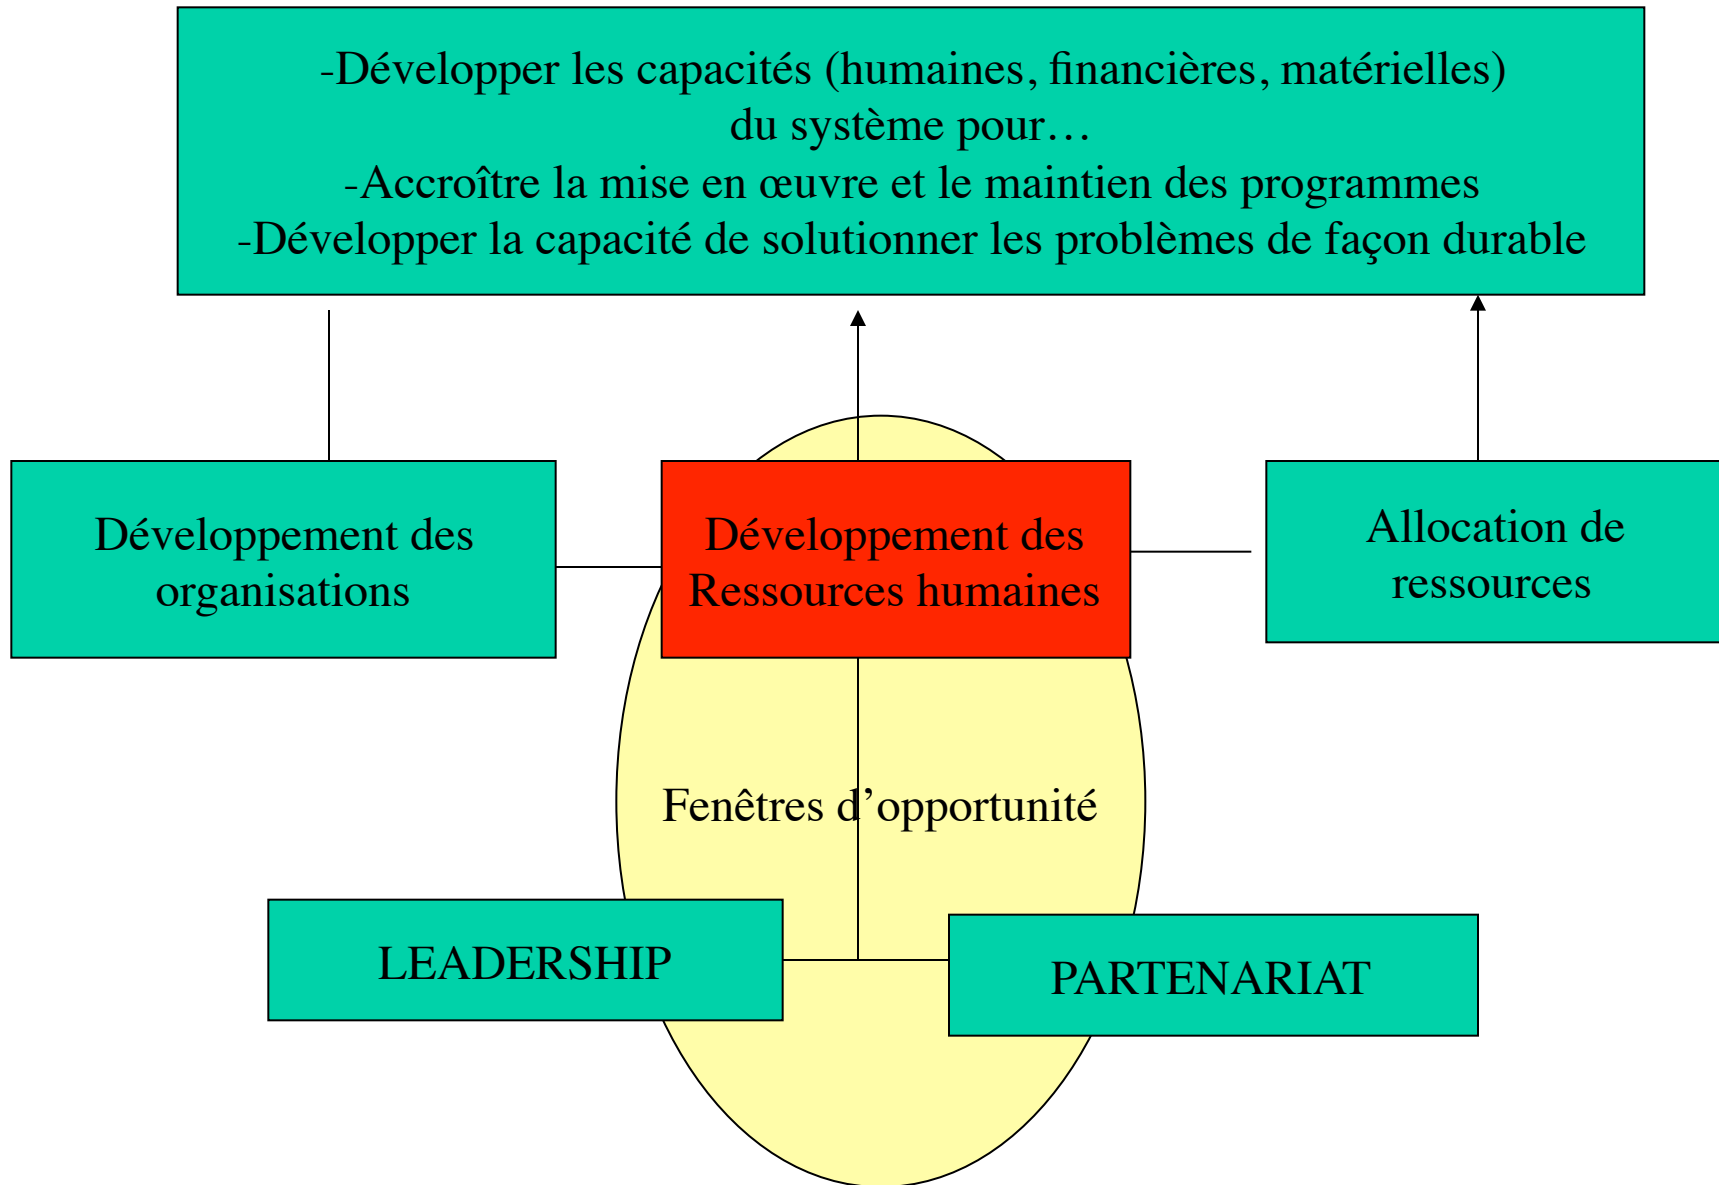 -Développer les capacités (humaines, financières, matérielles)
du système pour…
-Accroître la mise en œuvre et le maintien des programmes
-Développer la capacité de solutionner les problèmes de façon durable
Développement des
organisations
Développement des
Ressources humaines
Allocation de
ressources
Fenêtres d’opportunité
LEADERSHIP
PARTENARIAT